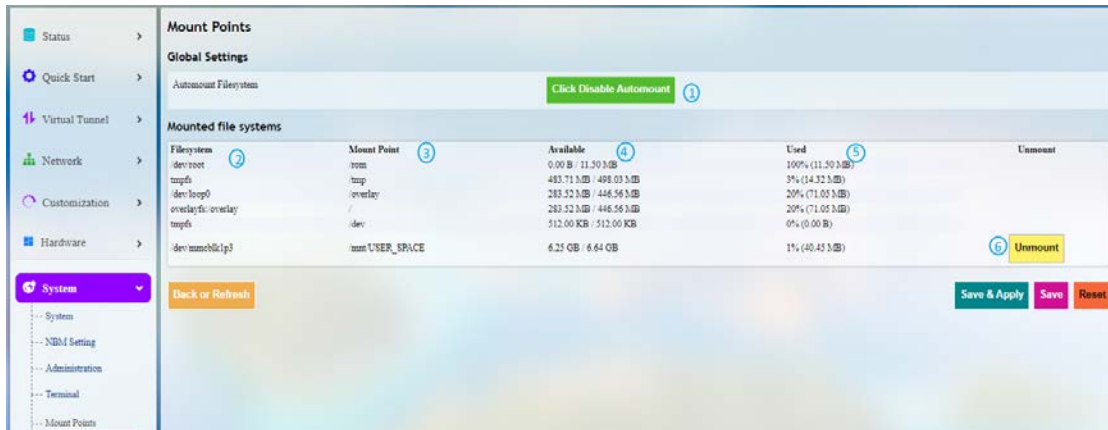 Status
Quick Start
Virtual Tunnel
Network
Customization
Hardware
System
System
NBM Setting
Administration
Terminal
Mount Points
Mount Points
Global Settings
Automount Filesystem Click Disable Automount 1
Mounted file systems
Filesystem 2 Mount Point 3 Available 4 Used 5 Unmount
/dev/root /rom 0.00 B / 11.50 MB 100% (11.50 MB)
tmpfs /tmp 483.71 MB / 498.03 MB 3% (14.32 MB)
/dev/loop0 /overlay 283.52 MB / 446.56 MB 20% (71.05 MB)
overlayfs:/overlay / 283.52 MB / 446.56 MB 20% (71.05 MB)
tmpfs /dev 512.00 KB / 512.00 KB 0% (0.00 B)
/dev/mmcblk1p3 /mnt/USER_SPACE 6.25 GB / 6.64 GB 1% (40.45 MB) 6 Unmount
Back or Refresh Save & Apply Save Reset